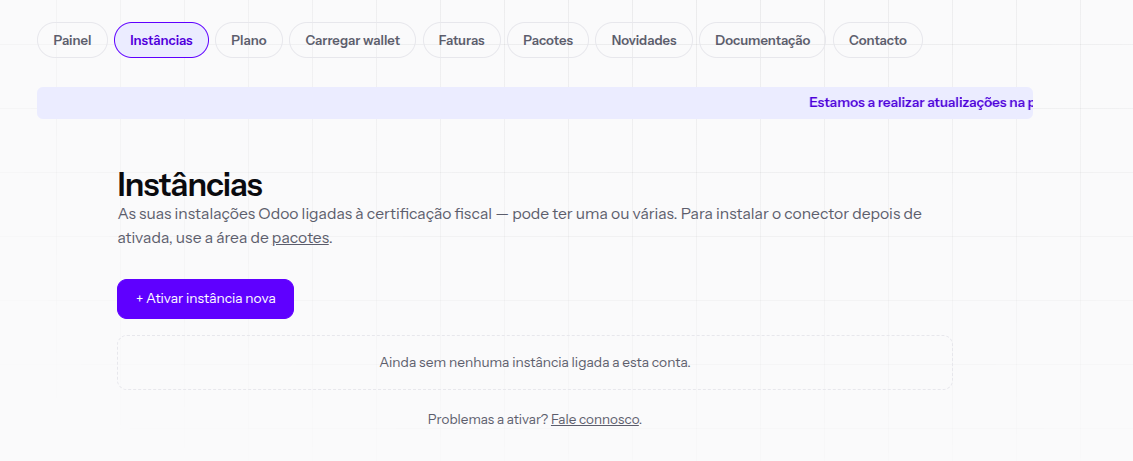 Painel Instâncias Plano Carregar wallet Faturas Pacotes Novidades Documentação Contacto
Estamos a realizar atualizações na
Instâncias
As suas instalações Odoo ligadas à certificação fiscal — pode ter uma ou várias. Para instalar o conector depois de
ativada, use a área de pacotes.
+ Ativar instância nova
Ainda sem nenhuma instância ligada a esta conta.
Problemas a ativar? Fale connosco.